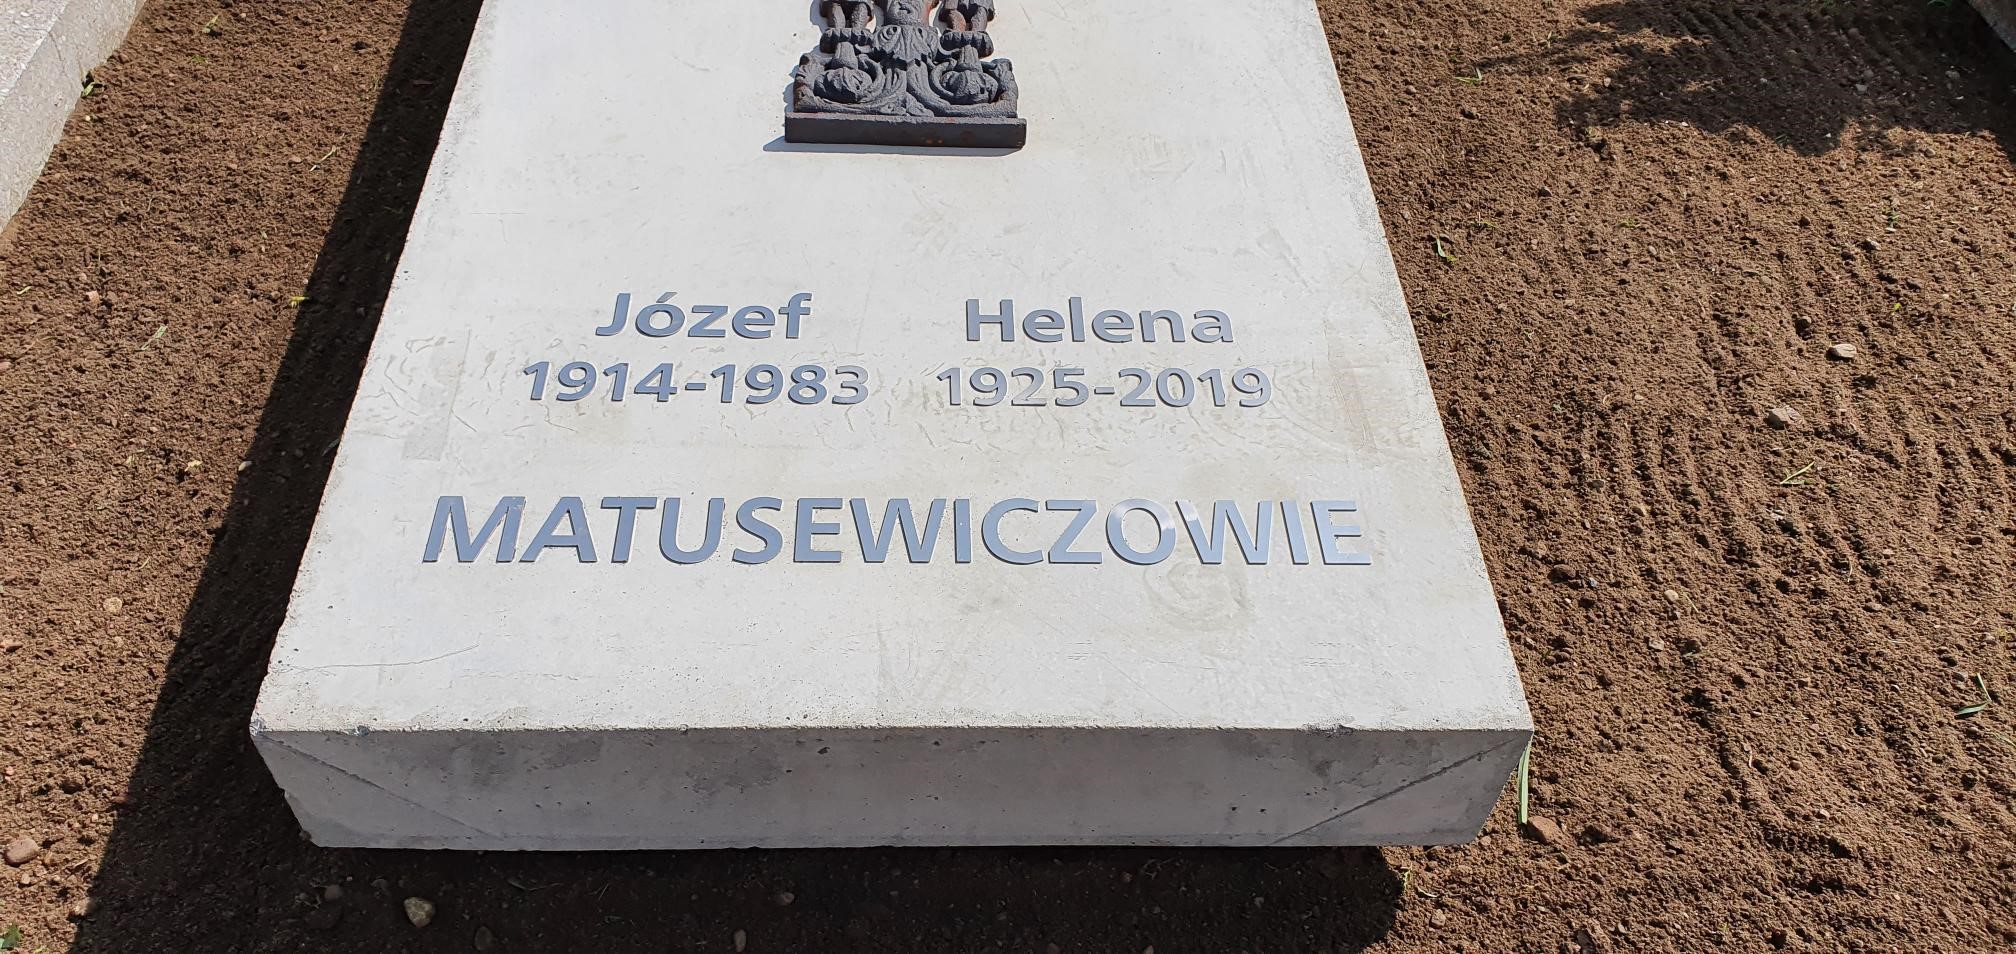 Józef Helena
1914-1983 1925-2019
MATUSEWICZOWIE